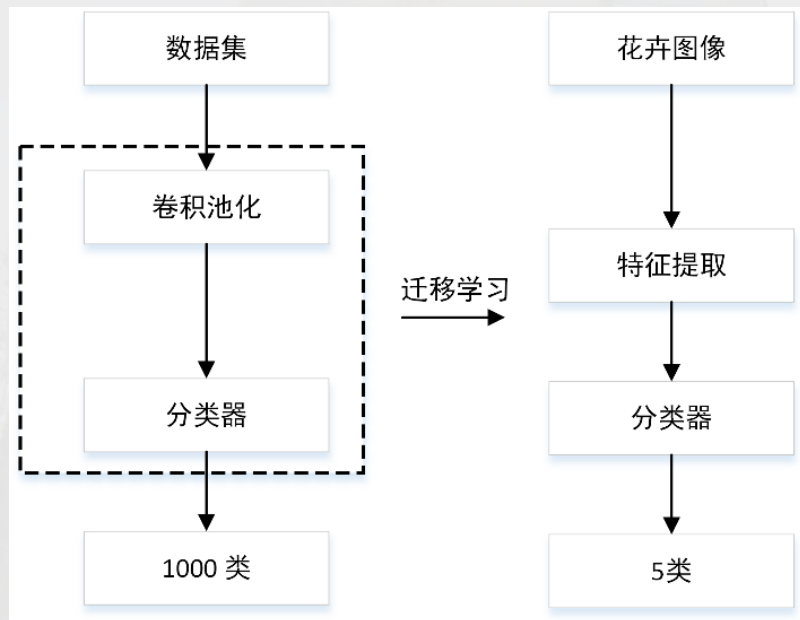 数据集
卷积池化
分类器
1000 类
迁移学习
花卉图像
特征提取
分类器
5类